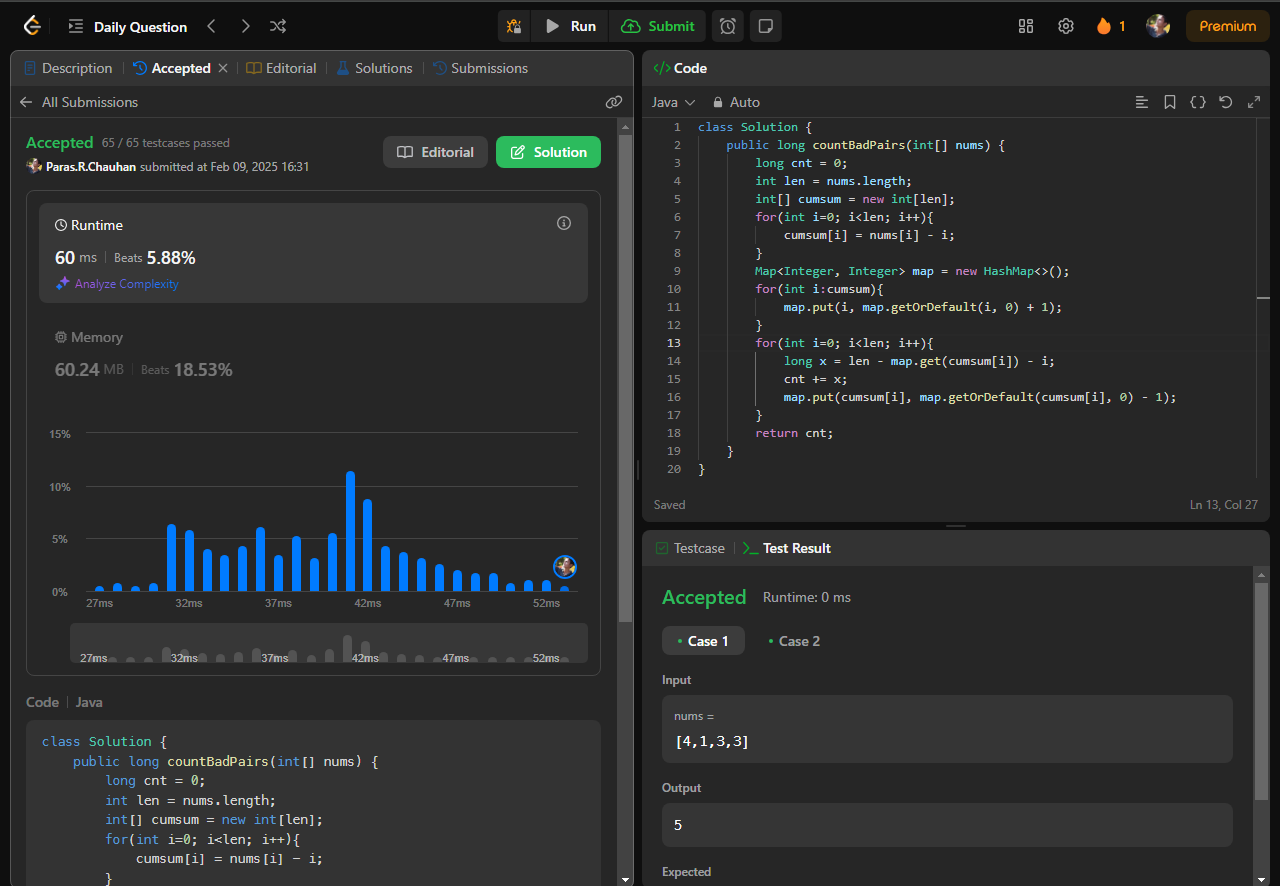 Daily Question
Run
Submit
1
Premium
Description
Accepted
Editorial
Solutions
Submissions
All Submissions
Accepted 65 / 65 testcases passed
Paras.R.Chauhan submitted at Feb 09, 2025 16:31
Editorial
Solution
Runtime
60 ms Beats 5.88%
Analyze Complexity
Memory
60.24 MB Beats 18.53%
15%
10%
5%
0%
27ms 32ms 37ms 42ms 47ms 52ms
27ms 32ms 37ms 42ms 47ms 52ms
Code Java
class Solution {
public long countBadPairs(int[] nums) {
long cnt = 0;
int len = nums.length;
int[] cumsum = new int[len];
for(int i=0; i<len; i++){
cumsum[i] = nums[i] - i;
}
</> Code
Java Auto
1 class Solution {
2 public long countBadPairs(int[] nums) {
3 long cnt = 0;
4 int len = nums.length;
5 int[] cumsum = new int[len];
6 for(int i=0; i<len; i++){
7 cumsum[i] = nums[i] - i;
8 }
9 Map<Integer, Integer> map = new HashMap<>();
10 for(int i:cumsum){
11 map.put(i, map.getOrDefault(i, 0) + 1);
12 }
13 for(int i=0; i<len; i++){
14 long x = len - map.get(cumsum[i]) - i;
15 cnt += x;
16 map.put(cumsum[i], map.getOrDefault(cumsum[i], 0) - 1);
17 }
18 return cnt;
19 }
20 }
Saved
Ln 13, Col 27
Testcase
Test Result
Accepted Runtime: 0 ms
Case 1
Case 2
Input
nums =
[4,1,3,3]
Output
5
Expected